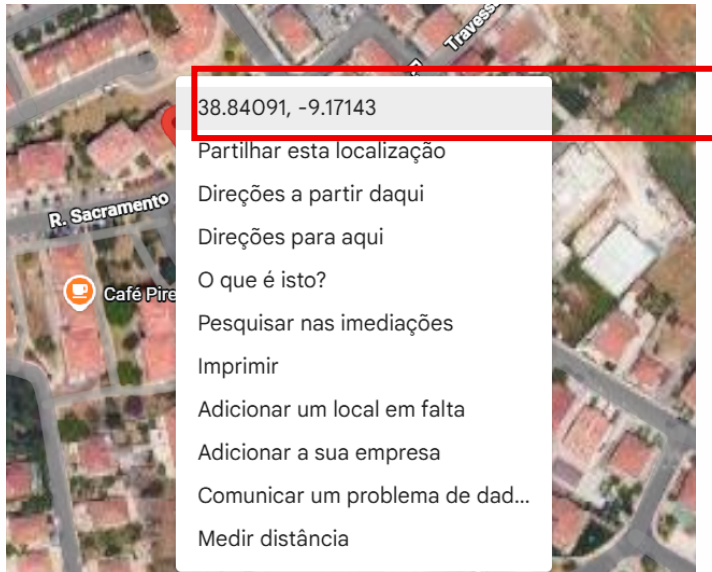 Travess
38.84091, -9.17143
Partilhar esta localização
R. Sacramento
Direções a partir daqui
Direções para aqui
O que é isto?
Café Pire
Pesquisar nas imediações
Imprimir
Adicionar um local em falta
Adicionar a sua empresa
Comunicar um problema de dad...
Medir distância